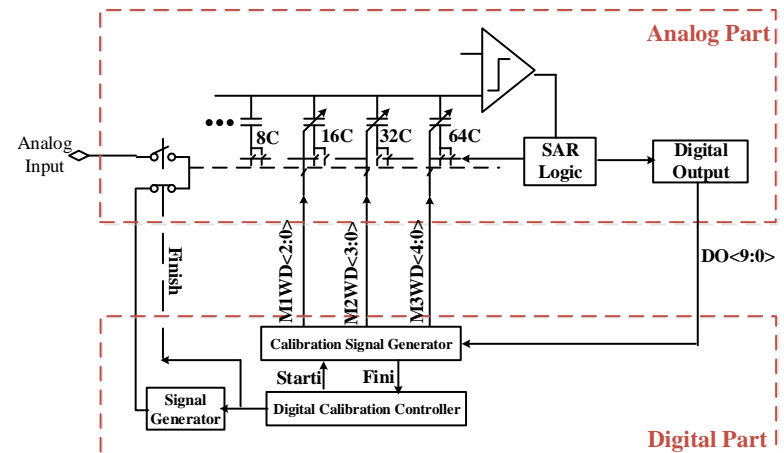 Analog Part
Analog
Input
8C
16C
32C
64C
SAR
Logic
Digital
Output
Finish
M1WD<2:0>
M2WD<3:0>
M3WD<4:0>
DO<9:0>
Calibration Signal Generator
Starti
Fini
Signal
Generator
Digital Calibration Controller
Digital Part